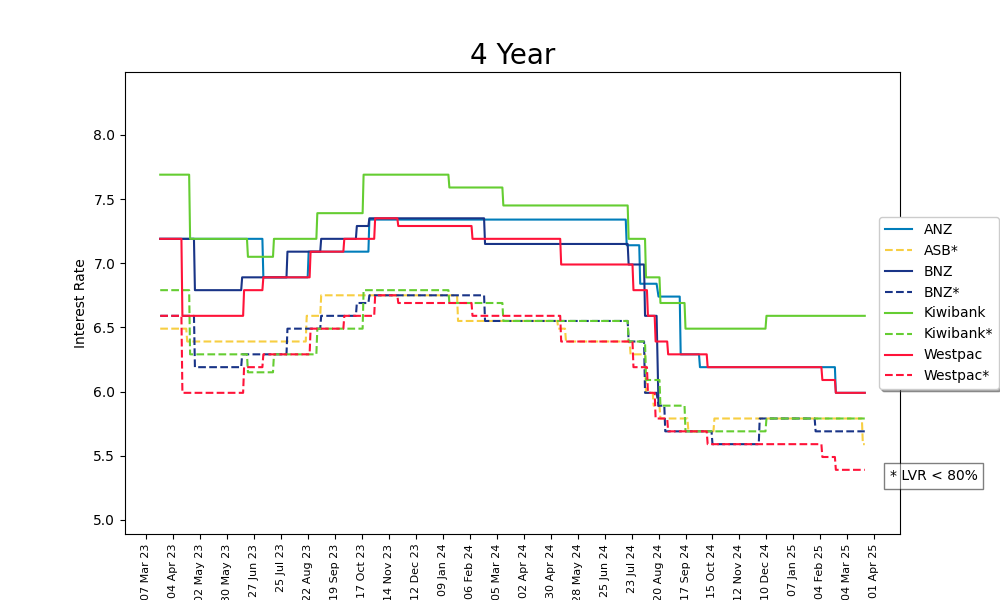 4 Year
Interest Rate
8.0
7.5
7.0
6.5
6.0
5.5
5.0
ANZ
ASB*
BNZ
BNZ*
Kiwibank
Kiwibank*
Westpac
Westpac*
* LVR < 80%
07 Mar 23
04 Apr 23
02 May 23
30 May 23
27 Jun 23
25 Jul 23
22 Aug 23
19 Sep 23
17 Oct 23
14 Nov 23
12 Dec 23
09 Jan 24
06 Feb 24
05 Mar 24
02 Apr 24
30 Apr 24
28 May 24
25 Jun 24
23 Jul 24
20 Aug 24
17 Sep 24
15 Oct 24
12 Nov 24
10 Dec 24
07 Jan 25
04 Feb 25
04 Mar 25
01 Apr 25